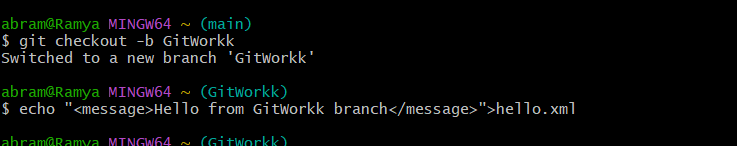 abram@Ramya MINGW64 ~ (main)
$ git checkout -b GitWorkk
Switched to a new branch 'GitWorkk'
abram@Ramya MINGW64 ~ (GitWorkk)
$ echo "<message>Hello from GitWorkk branch</message>">hello.xml
abram@Ramya MINGW64 ~ (GitWorkk)